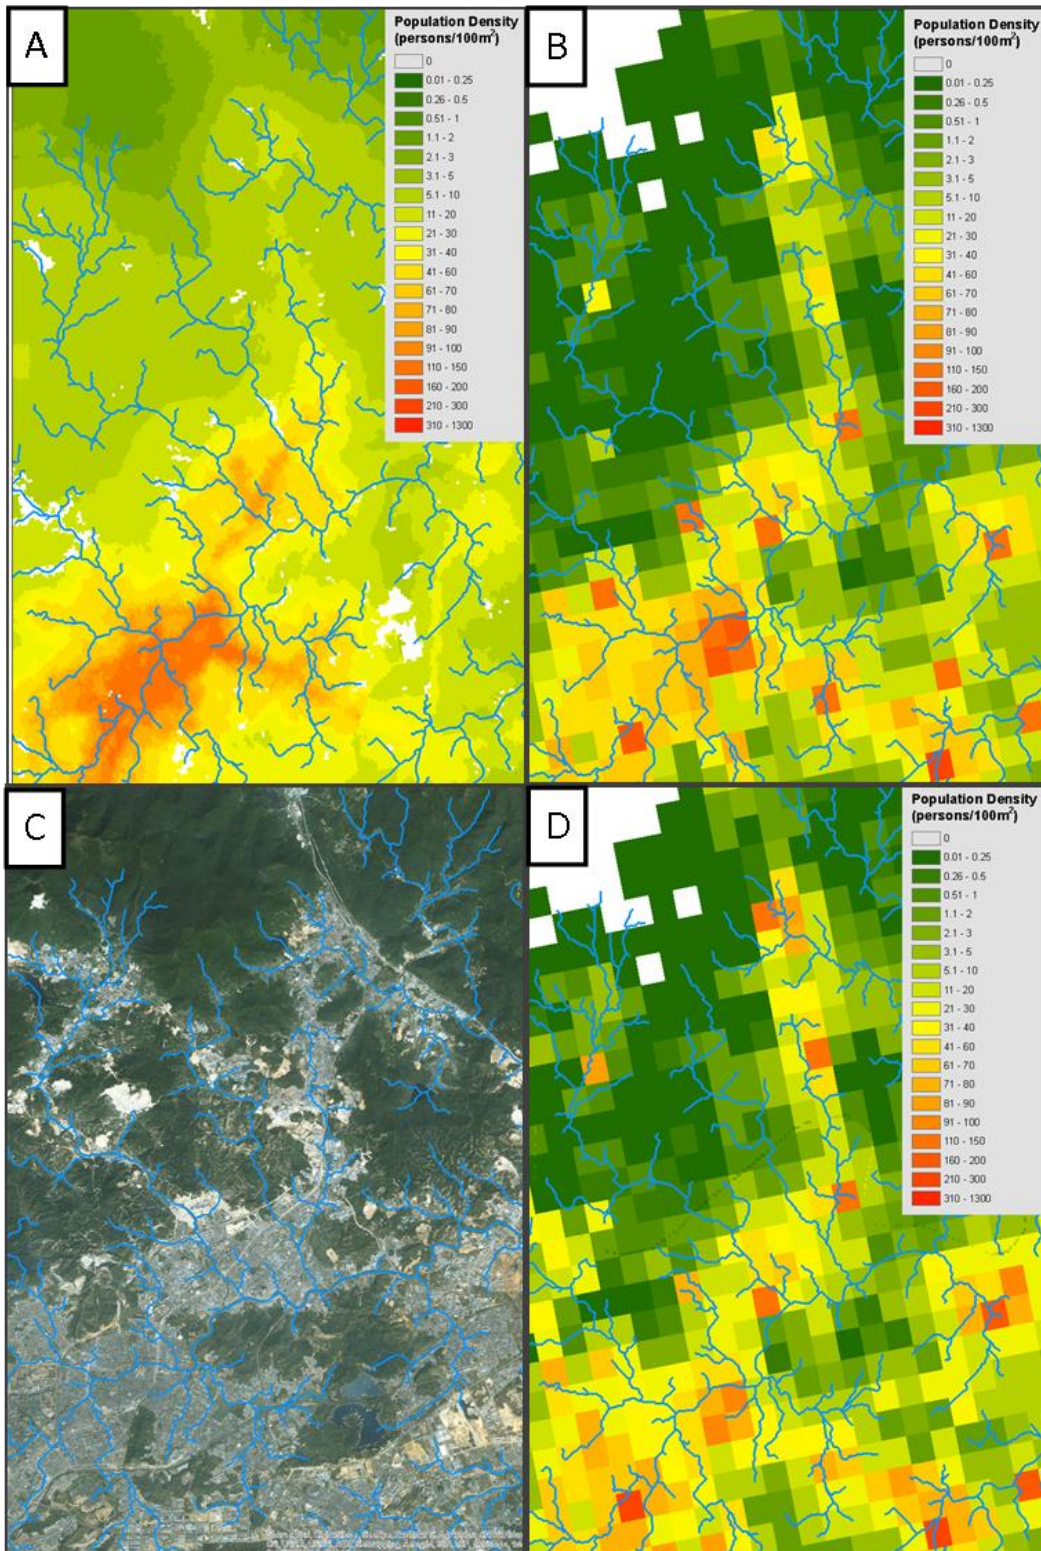 A
Population Density
(persons/100m²)
0
0.01 - 0.25
0.26 - 0.5
0.51 - 1
1.1 - 2
2.1 - 3
3.1 - 5
5.1 - 10
11 - 20
21 - 30
31 - 40
41 - 60
61 - 70
71 - 80
81 - 90
91 - 100
110 - 150
160 - 200
210 - 300
310 - 1300
B
Population Density
(persons/100m²)
0
0.01 - 0.25
0.26 - 0.5
0.51 - 1
1.1 - 2
2.1 - 3
3.1 - 5
5.1 - 10
11 - 20
21 - 30
31 - 40
41 - 60
61 - 70
71 - 80
81 - 90
91 - 100
110 - 150
160 - 200
210 - 300
310 - 1300
C
D
Population Density
(persons/100m²)
0
0.01 - 0.25
0.26 - 0.5
0.51 - 1
1.1 - 2
2.1 - 3
3.1 - 5
5.1 - 10
11 - 20
21 - 30
31 - 40
41 - 60
61 - 70
71 - 80
81 - 90
91 - 100
110 - 150
160 - 200
210 - 300
310 - 1300